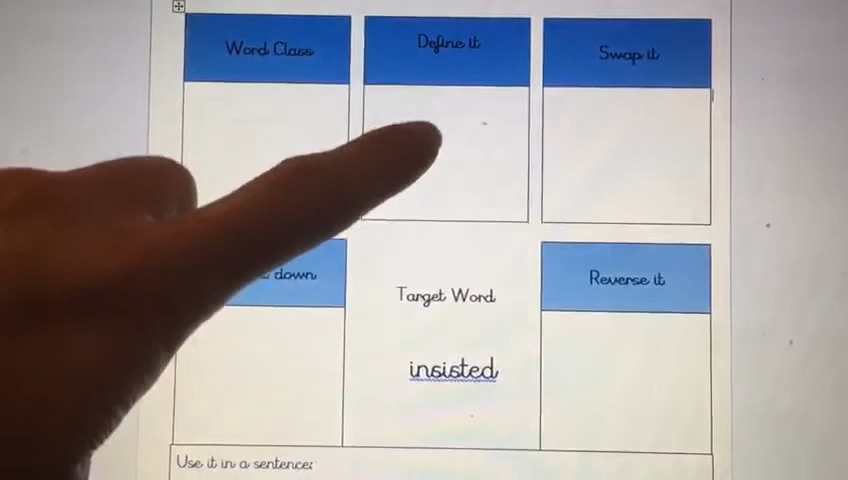 Word Class
Define it
Swap it
down
Target Word
Reverse it
insisted
Use it in a sentence: